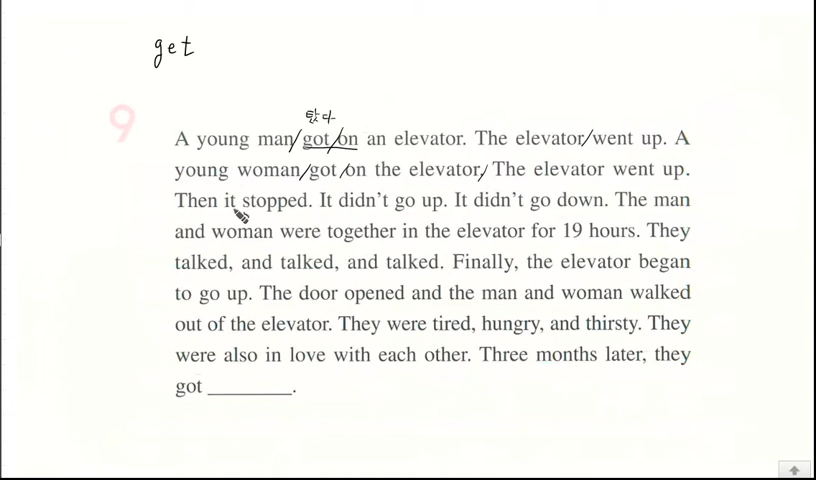 get
탔다
9
A young man/got/on an elevator. The elevator/went up. A
young woman/got/on the elevator/ The elevator went up.
Then it stopped. It didn't go up. It didn't go down. The man
and woman were together in the elevator for 19 hours. They
talked, and talked, and talked. Finally, the elevator began
to go up. The door opened and the man and woman walked
out of the elevator. They were tired, hungry, and thirsty. They
were also in love with each other. Three months later, they
got ________.